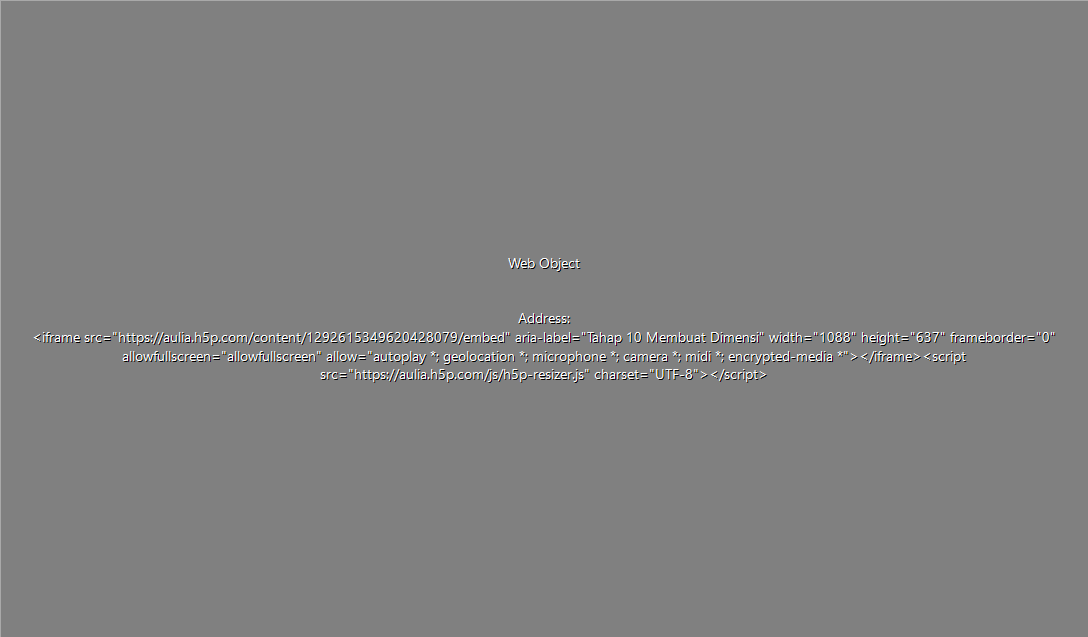 Web Object
Address:
<iframe src="https://aulia.h5p.com/content/1292615349620428079/embed" aria-label="Tahap 10 Membuat Dimensi" width="1088" height="637" frameborder="0"
allowfullscreen="allowfullscreen" allow="autoplay *; geolocation *; microphone *; camera *; midi *; encrypted-media *"></iframe><script
src="https://aulia.h5p.com/js/h5p-resizer.js" charset="UTF-8"></script>